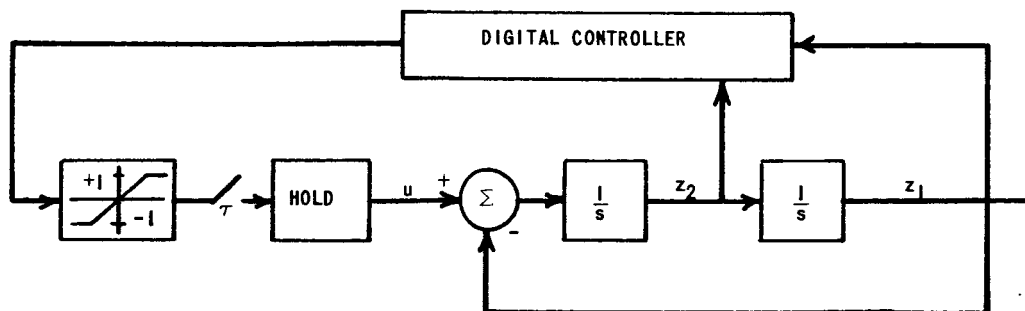 DIGITAL CONTROLLER
+1
-1
τ
HOLD
u
+
Σ
-
1
s
z2
1
s
z1